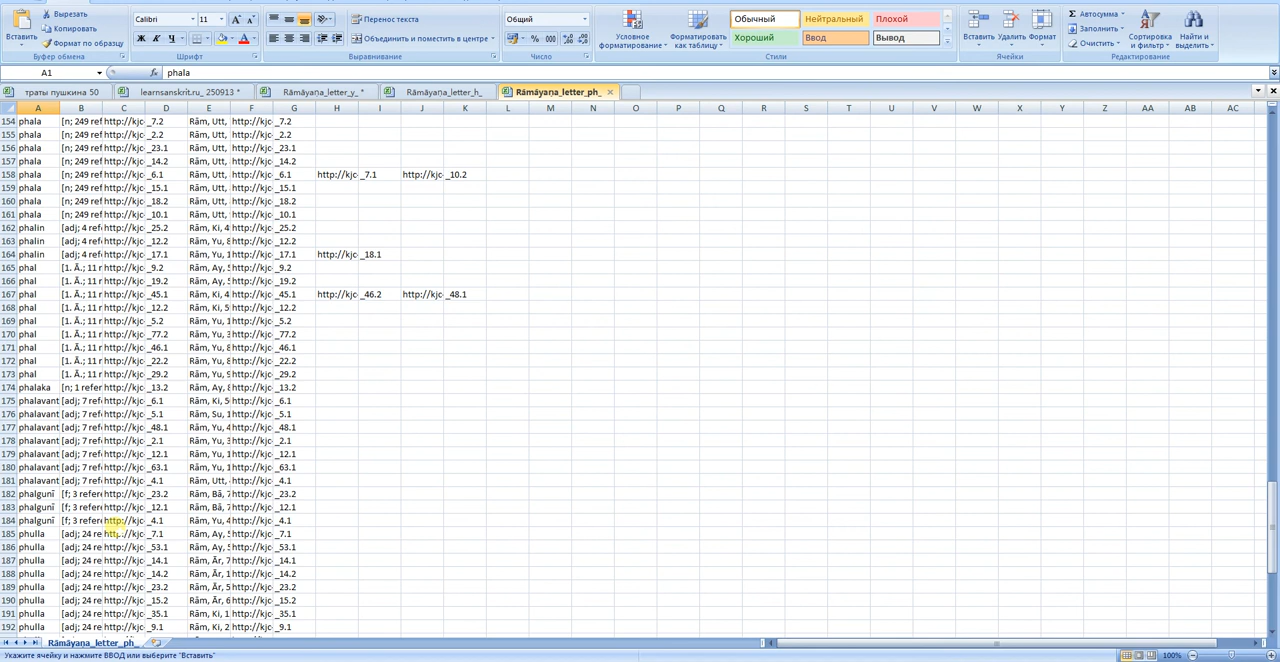 Вырезать
Копировать
Формат по образцу
Вставить
Буфер обмена
Calibri 11
Ж К Ч
Шрифт
Перенос текста
Объединить и поместить в центре
Выравнивание
Общий
% 000
Число
Условное форматирование
Форматировать как таблицу
Обычный Нейтральный Плохой
Хороший Ввод Вывод
Стили
Вставить Удалить Формат
Ячейки
Σ Автосумма
Заполнить
Очистить
Сортировка и фильтр
Найти и выделить
Редактирование
A1 fx phala
траты пушкина 50 learnsanskrit.ru_ 250913 * Rāmāyaṇa_letter_y_ * Rāmāyaṇa_letter_h_ Rāmāyaṇa_letter_ph_
A B C D E F G H I J K L M N O P Q R S T U V W X Y Z AA AB AC
154 phala [n; 249 ref http://kjc- _7.2 Rām, Utt, http://kjc- _7.2
155 phala [n; 249 ref http://kjc- _2.2 Rām, Utt, http://kjc- _2.2
156 phala [n; 249 ref http://kjc- _23.1 Rām, Utt, http://kjc- _23.1
157 phala [n; 249 ref http://kjc- _14.2 Rām, Utt, http://kjc- _14.2
158 phala [n; 249 ref http://kjc- _6.1 Rām, Utt, http://kjc- _6.1 http://kjc- _7.1 http://kjc- _10.2
159 phala [n; 249 ref http://kjc- _15.1 Rām, Utt, http://kjc- _15.1
160 phala [n; 249 ref http://kjc- _18.2 Rām, Utt, http://kjc- _18.2
161 phala [n; 249 ref http://kjc- _10.1 Rām, Utt, http://kjc- _10.1
162 phalin [adj; 4 refe http://kjc- _25.2 Rām, Ki, 4 http://kjc- _25.2
163 phalin [adj; 4 refe http://kjc- _12.2 Rām, Yu, 8 http://kjc- _12.2
164 phalin [adj; 4 refe http://kjc- _17.1 Rām, Yu, 1 http://kjc- _17.1 http://kjc- _18.1
165 phal [1. Ā.; 11 r http://kjc- _9.2 Rām, Ay, 5 http://kjc- _9.2
166 phal [1. Ā.; 11 r http://kjc- _19.2 Rām, Ay, 5 http://kjc- _19.2
167 phal [1. Ā.; 11 r http://kjc- _45.1 Rām, Ki, 4 http://kjc- _45.1 http://kjc- _46.2 http://kjc- _48.1
168 phal [1. Ā.; 11 r http://kjc- _12.2 Rām, Ki, 5 http://kjc- _12.2
169 phal [1. Ā.; 11 r http://kjc- _5.2 Rām, Yu, 1 http://kjc- _5.2
170 phal [1. Ā.; 11 r http://kjc- _77.2 Rām, Yu, 3 http://kjc- _77.2
171 phal [1. Ā.; 11 r http://kjc- _46.1 Rām, Yu, 8 http://kjc- _46.1
172 phal [1. Ā.; 11 r http://kjc- _22.2 Rām, Yu, 8 http://kjc- _22.2
173 phal [1. Ā.; 11 r http://kjc- _29.2 Rām, Yu, 9 http://kjc- _29.2
174 phalaka [n; 1 refer http://kjc- _13.2 Rām, Ay, 8 http://kjc- _13.2
175 phalavant [adj; 7 refe http://kjc- _6.1 Rām, Ki, 5 http://kjc- _6.1
176 phalavant [adj; 7 refe http://kjc- _5.1 Rām, Su, 1 http://kjc- _5.1
177 phalavant [adj; 7 refe http://kjc- _48.1 Rām, Yu, 4 http://kjc- _48.1
178 phalavant [adj; 7 refe http://kjc- _2.1 Rām, Yu, 3 http://kjc- _2.1
179 phalavant [adj; 7 refe http://kjc- _12.1 Rām, Yu, 1 http://kjc- _12.1
180 phalavant [adj; 7 refe http://kjc- _63.1 Rām, Yu, 1 http://kjc- _63.1
181 phalavant [adj; 7 refe http://kjc- _4.1 Rām, Utt, http://kjc- _4.1
182 phalgunī [f; 3 refere http://kjc- _23.2 Rām, Bā, 7 http://kjc- _23.2
183 phalgunī [f; 3 refere http://kjc- _12.1 Rām, Bā, 7 http://kjc- _12.1
184 phalgunī [f; 3 refere http://kjc- _4.1 Rām, Yu, 4 http://kjc- _4.1
185 phulla [adj; 24 re http://kjc- _7.1 Rām, Ay, 5 http://kjc- _7.1
186 phulla [adj; 24 re http://kjc- _53.1 Rām, Ay, 5 http://kjc- _53.1
187 phulla [adj; 24 re http://kjc- _14.1 Rām, Ār, 7 http://kjc- _14.1
188 phulla [adj; 24 re http://kjc- _14.2 Rām, Ār, 1 http://kjc- _14.2
189 phulla [adj; 24 re http://kjc- _23.2 Rām, Ār, 5 http://kjc- _23.2
190 phulla [adj; 24 re http://kjc- _15.2 Rām, Ār, 6 http://kjc- _15.2
191 phulla [adj; 24 re http://kjc- _35.1 Rām, Ki, 1 http://kjc- _35.1
192 phulla [adj; 24 re http://kjc- _9.1 Rām, Ki, 2 http://kjc- _9.1
Rāmāyaṇa_letter_ph_
Укажите ячейку и нажмите ВВОД или выберите "Вставить"
100%